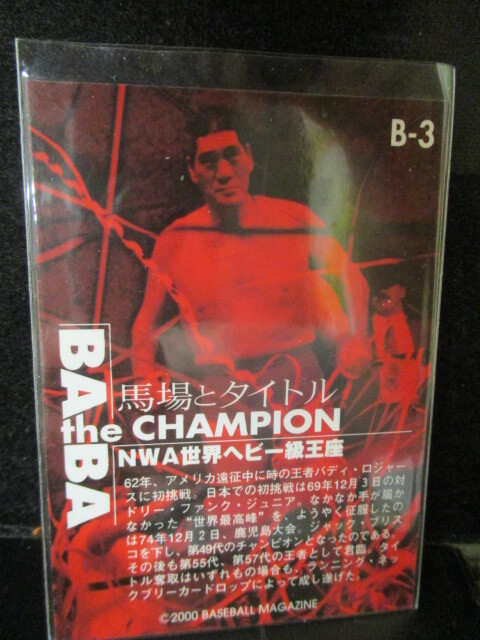 B-3
BABA
馬場とタイトル
the CHAMPION
NWA世界ヘビー級王座
62年、アメリカ遠征中に時の王者バディ・ロジャー
スに初挑戦。日本での初挑戦は69年12月3日の対
ドリー・ファンク・ジュニア。なかなか手が届か
なかった“世界最高峰”を、ようやく征服したの
は74年12月2日、鹿児島大会。ジャック・ブリス
コを下し、第49代のチャンピオンとなったのである。
その後も第55代、第57代の王者として君臨。タイ
トル奪取はいずれもの場合も、ランニング・ネッ
クブリーカードロップによって成し遂げた。
©2000 BASEBALL MAGAZINE